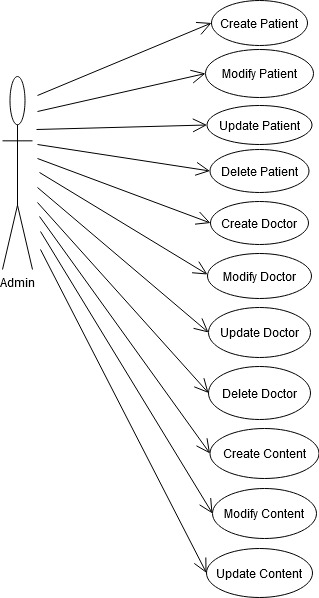 Create Patient
Modify Patient
Update Patient
Delete Patient
Create Doctor
Modify Doctor
Admin
Update Doctor
Delete Doctor
Create Content
Modify Content
Update Content